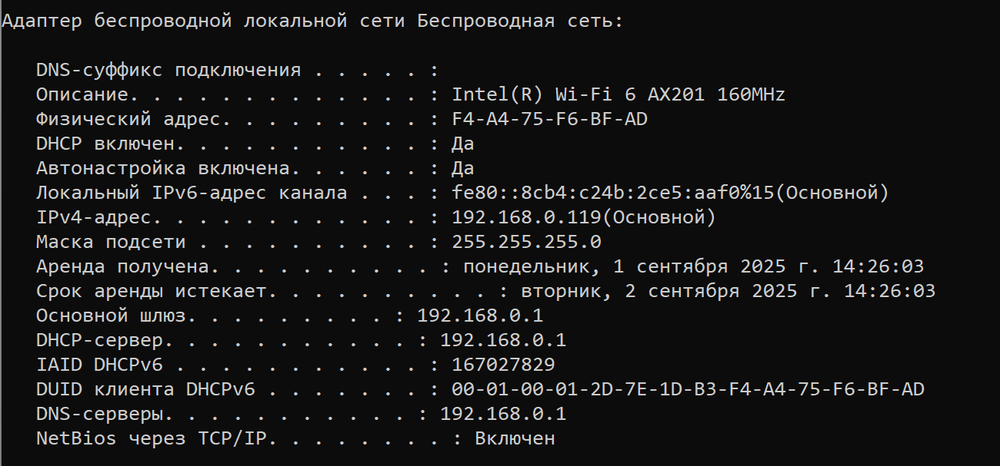 Адаптер беспроводной локальной сети Беспроводная сеть:
DNS-суффикс подключения . . . . . :
Описание. . . . . . . . . . . . . : Intel(R) Wi-Fi 6 AX201 160MHz
Физический адрес. . . . . . . . . : F4-A4-75-F6-BF-AD
DHCP включен. . . . . . . . . . . : Да
Автонастройка включена. . . . . . : Да
Локальный IPv6-адрес канала . . . : fe80::8cb4:c24b:2ce5:aaf0%15(Основной)
IPv4-адрес. . . . . . . . . . . . : 192.168.0.119(Основной)
Маска подсети . . . . . . . . . . : 255.255.255.0
Аренда получена. . . . . . . . . . : понедельник, 1 сентября 2025 г. 14:26:03
Срок аренды истекает. . . . . . . . . . : вторник, 2 сентября 2025 г. 14:26:03
Основной шлюз. . . . . . . . . : 192.168.0.1
DHCP-сервер. . . . . . . . . . . : 192.168.0.1
IAID DHCPv6 . . . . . . . . . . . : 167027829
DUID клиента DHCPv6 . . . . . . . : 00-01-00-01-2D-7E-1D-B3-F4-A4-75-F6-BF-AD
DNS-серверы. . . . . . . . . . . : 192.168.0.1
NetBios через TCP/IP. . . . . . . . : Включен